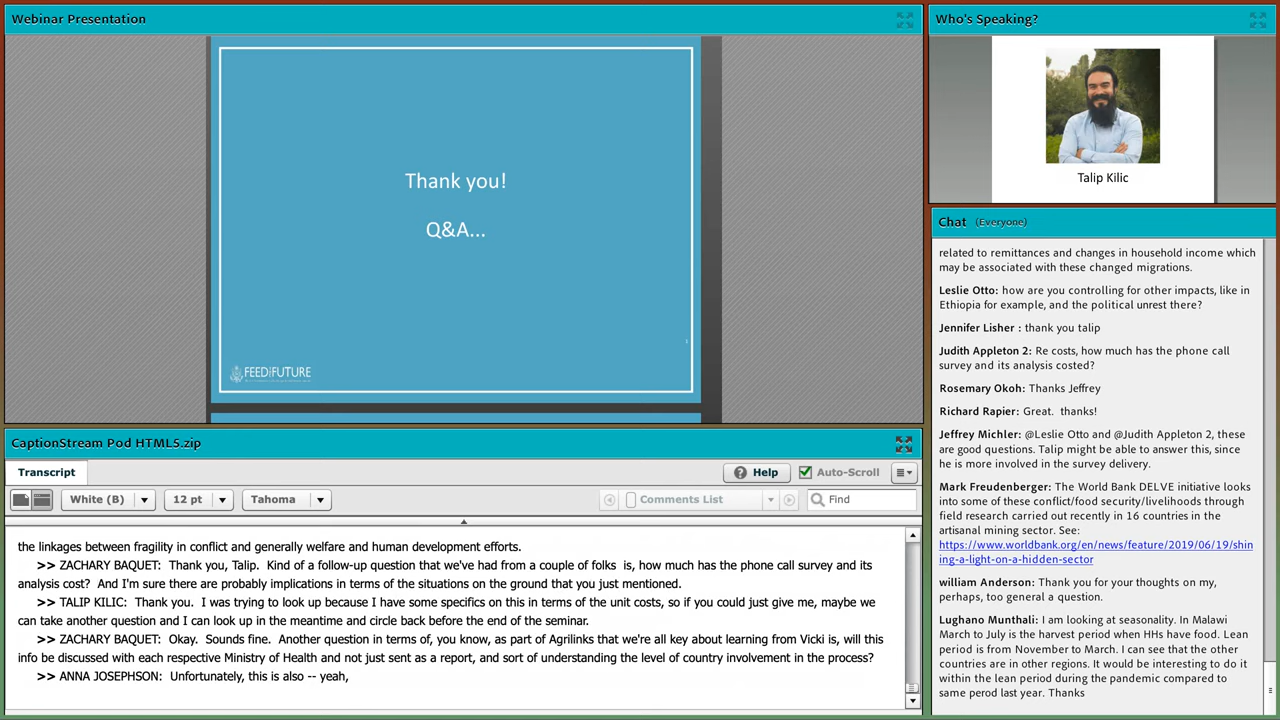 Webinar Presentation
Thank you!
Q&A...
FEED THE FUTURE
Who's Speaking?
Talip Kilic
CaptionStream Pod HTML5.zip
Transcript
Help
Auto-Scroll
White (B)
12 pt
Tahoma
Comments List
Find
the linkages between fragility in conflict and generally welfare and human development efforts.
>> ZACHARY BAQUET: Thank you, Talip. Kind of a follow-up question that we've had from a couple of folks is, how much has the phone call survey and its
analysis cost? And I'm sure there are probably implications in terms of the situations on the ground that you just mentioned.
>> TALIP KILIC: Thank you. I was trying to look up because I have some specifics on this in terms of the unit costs, so if you could just give me, maybe we
can take another question and I can look up in the meantime and circle back before the end of the seminar.
>> ZACHARY BAQUET: Okay. Sounds fine. Another question in terms of, you know, as part of Agrilinks that we're all key about learning from Vicki is, will this
info be discussed with each respective Ministry of Health and not just sent as a report, and sort of understanding the level of country involvement in the process?
>> ANNA JOSEPHSON: Unfortunately, this is also -- yeah,
Chat (Everyone)
related to remittances and changes in household income which
may be associated with these changed migrations.
Leslie Otto: how are you controlling for other impacts, like in
Ethiopia for example, and the political unrest there?
Jennifer Lisher : thank you talip
Judith Appleton 2: Re costs, how much has the phone call
survey and its analysis costed?
Rosemary Okoh: Thanks Jeffrey
Richard Rapier: Great. thanks!
Jeffrey Michler: @Leslie Otto and @Judith Appleton 2, these
are good questions. Talip might be able to answer this, since
he is more involved in the survey delivery.
Mark Freudenberger: The World Bank DELVE initiative looks
into some of these conflict/food security/livelihoods through
field research carried out recently in 16 countries in the
artisanal mining sector. See:
https://www.worldbank.org/en/news/feature/2019/06/19/shin
ing-a-light-on-a-hidden-sector
william Anderson: Thank you for your thoughts on my,
perhaps, too general a question.
Lughano Munthali: I am looking at seasonality. In Malawi
March to July is the harvest period when HHs have food. Lean
period is from November to March. I can see that the other
countries are in other regions. It would be interesting to do it
within the lean period during the pandemic compared to
same perod last year. Thanks